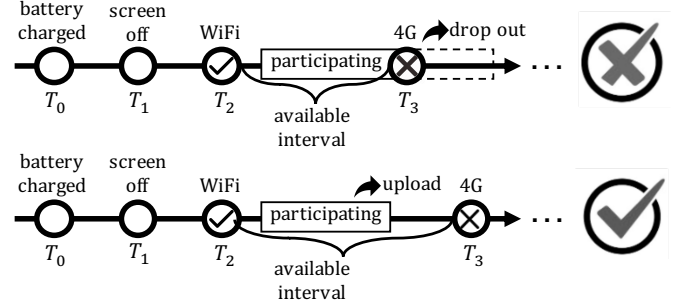 battery charged
screen off
WiFi
4G
drop out
participating
...
T0
T1
T2
T3
available interval
battery charged
screen off
WiFi
upload
4G
participating
...
T0
T1
T2
T3
available interval